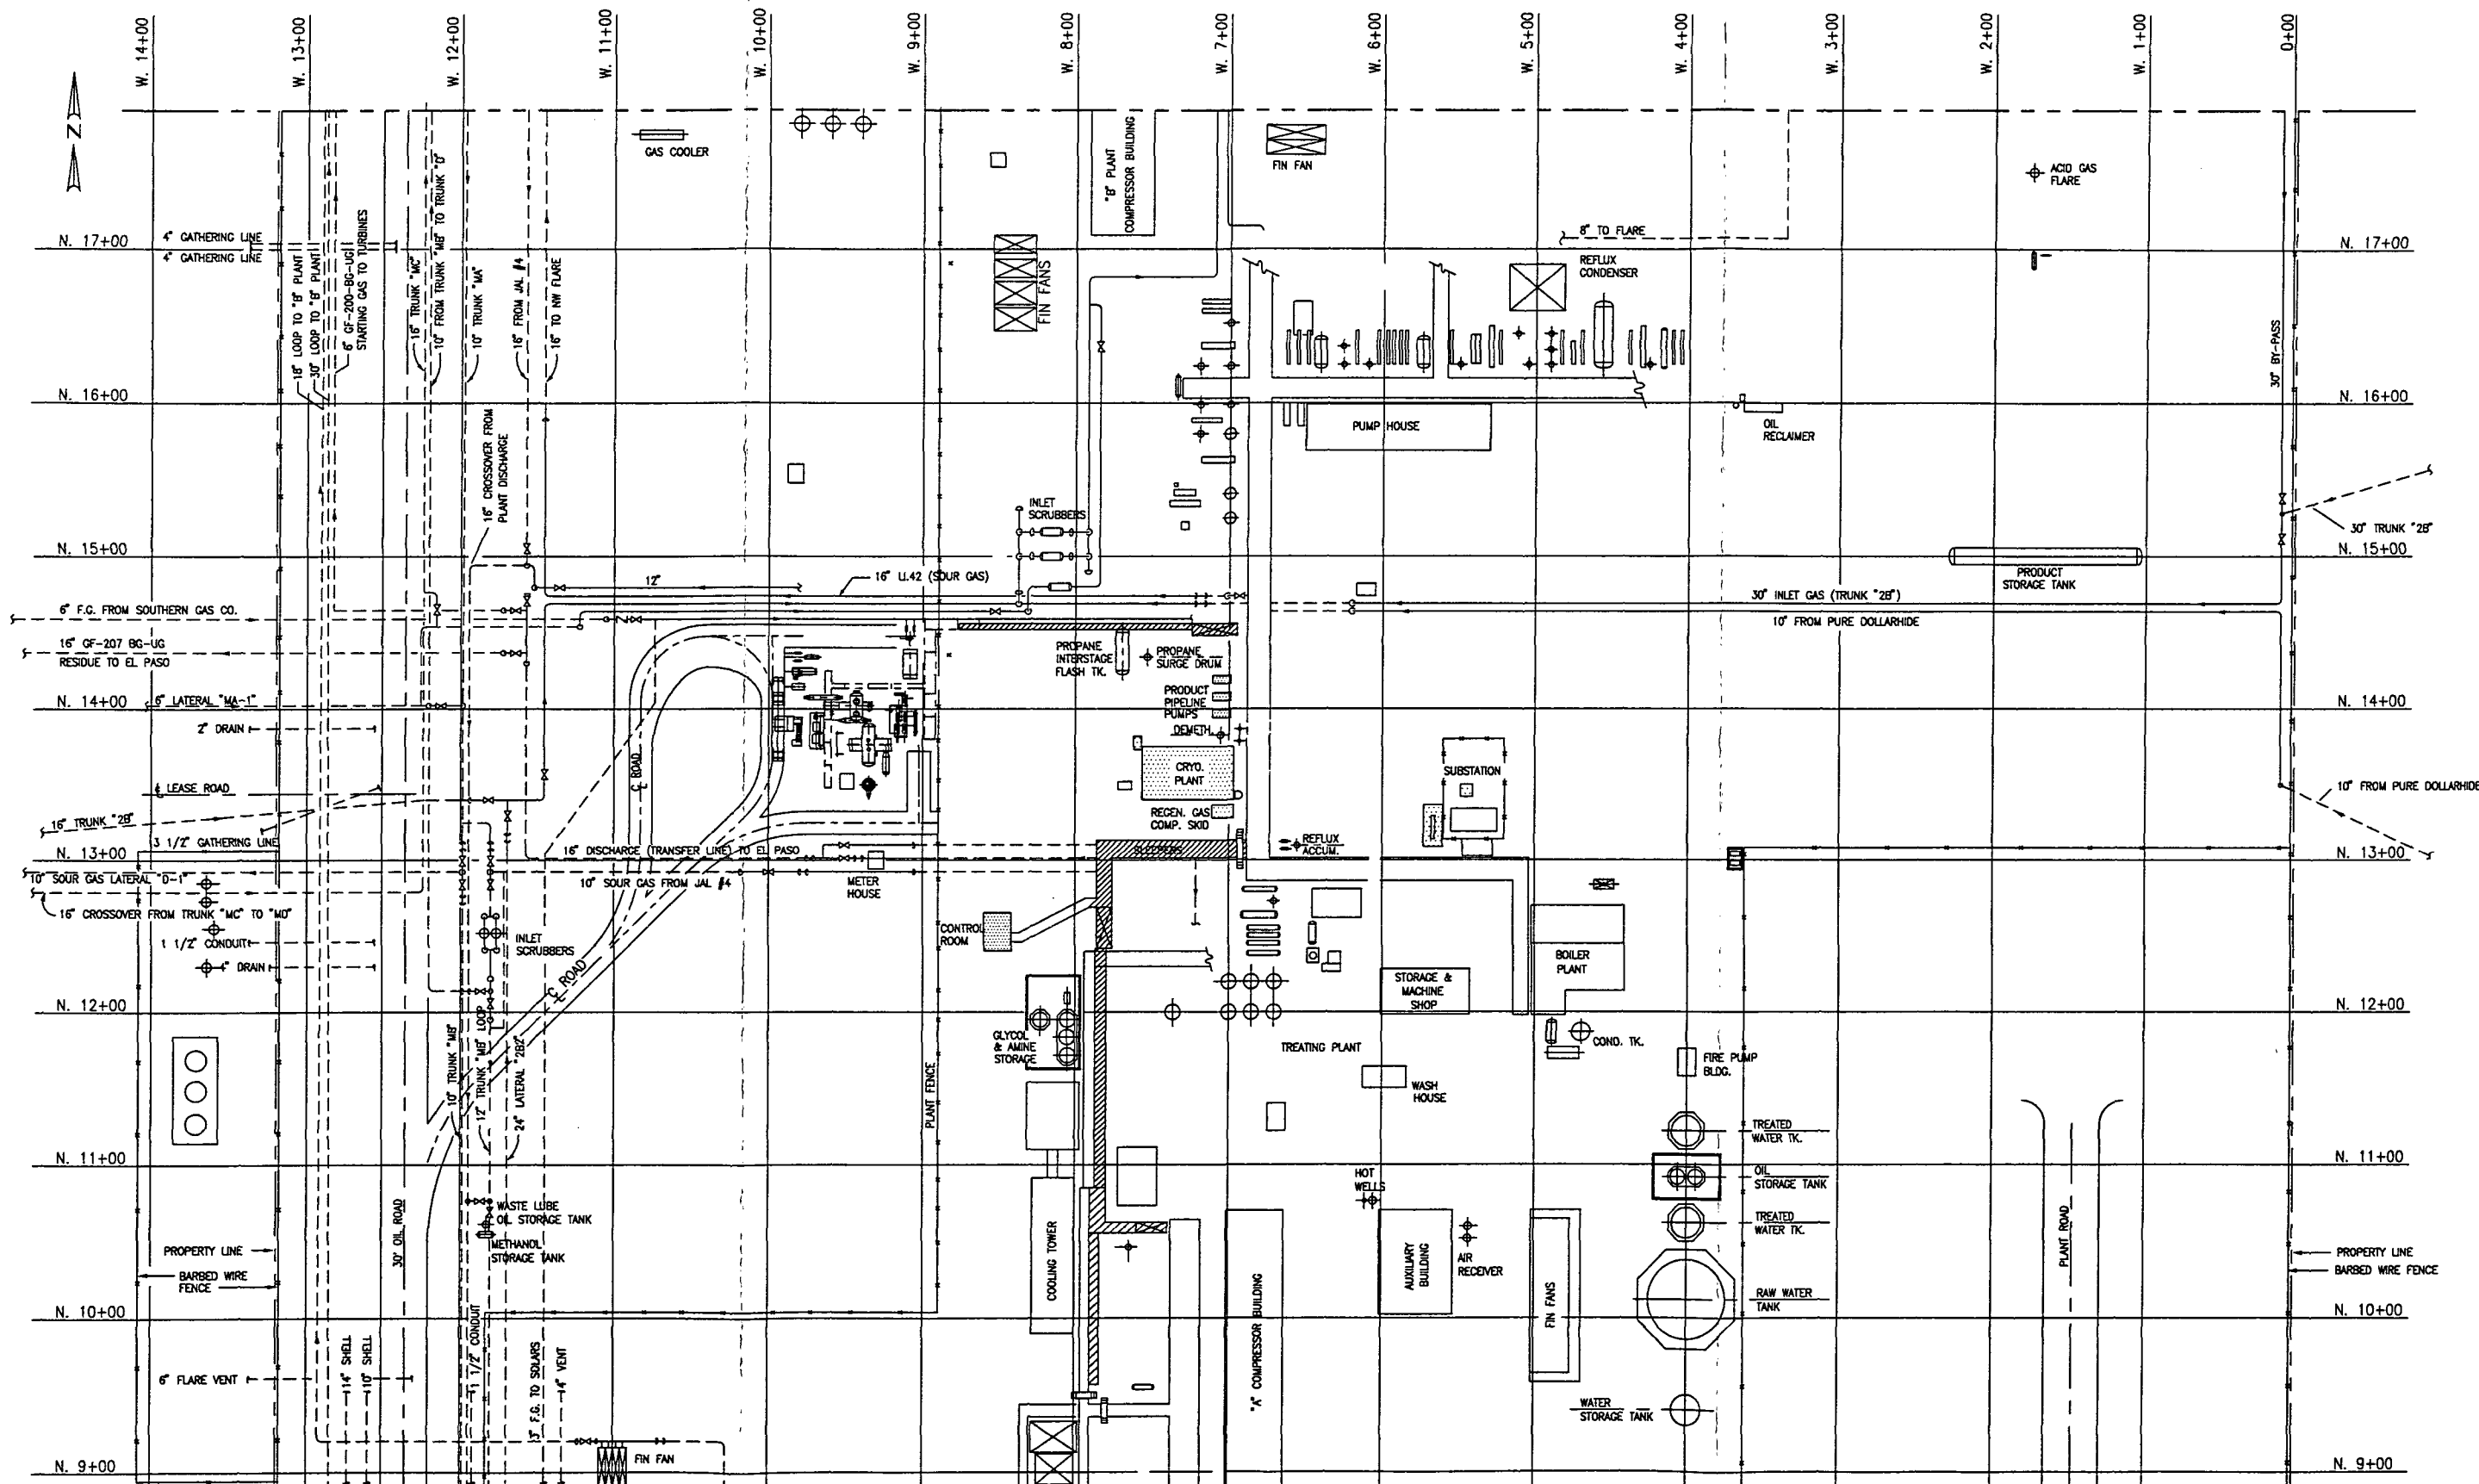 W. 14+00
W. 13+00
W. 12+00
W. 11+00
W. 10+00
W. 9+00
W. 8+00
W. 7+00
W. 6+00
W. 5+00
W. 4+00
W. 3+00
W. 2+00
W. 1+00
0+00
N
GAS COOLER
"B" PLANT
COMPRESSOR BUILDING
FIN FAN
ACID GAS
FLARE
N. 17+00
4" GATHERING LINE
4" GATHERING LINE
8" TO FLARE
N. 17+00
18" LOOP TO "B" PLANT
30" LOOP TO "B" PLANT
6" GF-200-BG-UG
STARTING GAS TO TURBINES
16" TRUNK "MC"
10" FROM TRUNK "MB" TO TRUNK "D"
10" TRUNK "MA"
16" FROM JAL #4
16" TO NW FLARE
FIN FANS
REFLUX
CONDENSER
30" BY-PASS
N. 16+00
N. 16+00
16" CROSSOVER FROM
PLANT DISCHARGE
PUMP HOUSE
OIL
RECLAIMER
INLET
SCRUBBERS
30" TRUNK "2B"
N. 15+00
N. 15+00
PRODUCT
STORAGE TANK
12"
16" LI.42 (SOUR GAS)
30" INLET GAS (TRUNK "2B")
10" FROM PURE DOLLARHIDE
6" F.G. FROM SOUTHERN GAS CO.
16" GF-207 BG-UG
RESIDUE TO EL PASO
PROPANE
INTERSTAGE
FLASH TK.
PROPANE
SURGE DRUM
N. 14+00
6" LATERAL "MA-1"
PRODUCT
PIPELINE
PUMPS
N. 14+00
2" DRAIN
DEMETH.
CRYO.
PLANT
SUBSTATION
℄ ROAD
℄ LEASE ROAD
10" FROM PURE DOLLARHIDE
16" TRUNK "2B"
REGEN. GAS
COMP. SKID
3 1/2" GATHERING LINE
REFLUX
ACCUM.
N. 13+00
16" DISCHARGE (TRANSFER LINE) TO EL PASO
SLEEPERS
N. 13+00
10" SOUR GAS LATERAL "D-1"
10" SOUR GAS FROM JAL #4
METER
HOUSE
16" CROSSOVER FROM TRUNK "MC" TO "MD"
CONTROL
ROOM
1 1/2" CONDUIT
INLET
SCRUBBERS
4" DRAIN
℄ ROAD
BOILER
PLANT
STORAGE &
MACHINE
SHOP
N. 12+00
N. 12+00
GLYCOL
& AMINE
STORAGE
TREATING PLANT
COND. TK.
FIRE PUMP
BLDG.
10" TRUNK "MB"
12" TRUNK "MB" LOOP
24" LATERAL "2B2"
PLANT FENCE
WASH
HOUSE
TREATED
WATER TK.
N. 11+00
N. 11+00
HOT
WELLS
OIL
STORAGE TANK
WASTE LUBE
OIL STORAGE TANK
TREATED
WATER TK.
METHANOL
STORAGE TANK
PROPERTY LINE
BARBED WIRE
FENCE
30" OIL ROAD
COOLING TOWER
"A" COMPRESSOR BUILDING
AUXILIARY
BUILDING
AIR
RECEIVER
FIN FANS
RAW WATER
TANK
PLANT ROAD
PROPERTY LINE
BARBED WIRE FENCE
N. 10+00
N. 10+00
6" FLARE VENT
14" SHELL
10" SHELL
1 1/2" CONDUIT
3" F.G. TO SOLARS
4" VENT
WATER
STORAGE TANK
N. 9+00
FIN FAN
N. 9+00